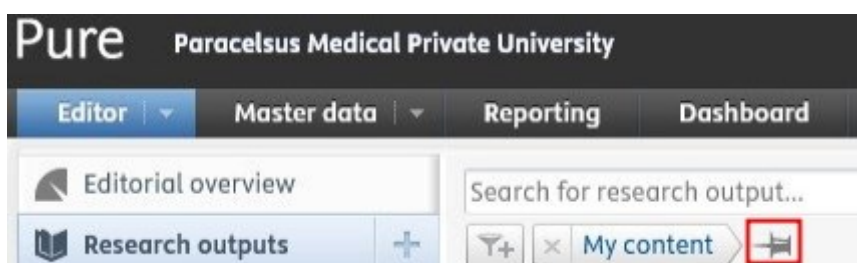 Pure Paracelsus Medical Private University
Editor Master data Reporting Dashboard
Editorial overview
Search for research output...
Research outputs
My content